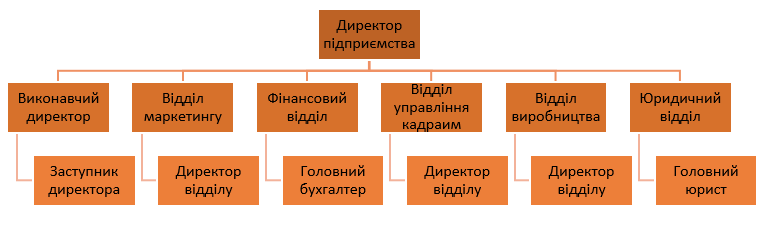 Директор
підприємства
Виконавчий
директор
Відділ
маркетингу
Фінансовий
відділ
Відділ
управління
кадраим
Відділ
виробництва
Юридичний
відділ
Заступник
директора
Директор
відділу
Головний
бухгалтер
Директор
відділу
Директор
відділу
Головний
юрист